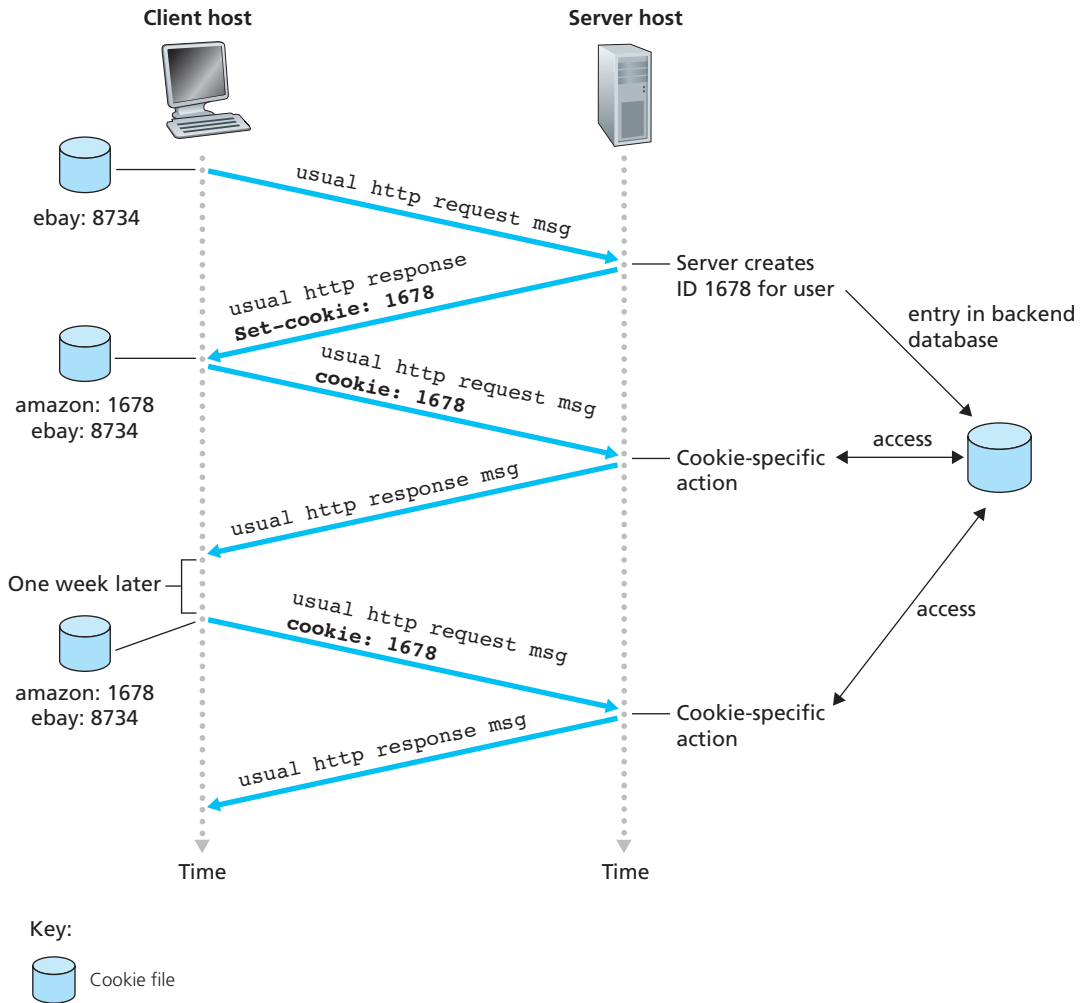 Client host
Server host
usual http request msg
ebay: 8734
Server creates
ID 1678 for user
usual http response
Set-cookie: 1678
entry in backend
database
usual http request msg
cookie: 1678
amazon: 1678
ebay: 8734
access
Cookie-specific
action
usual http response msg
One week later
usual http request msg
cookie: 1678
access
amazon: 1678
ebay: 8734
Cookie-specific
action
usual http response msg
Time
Time
Key:
Cookie file